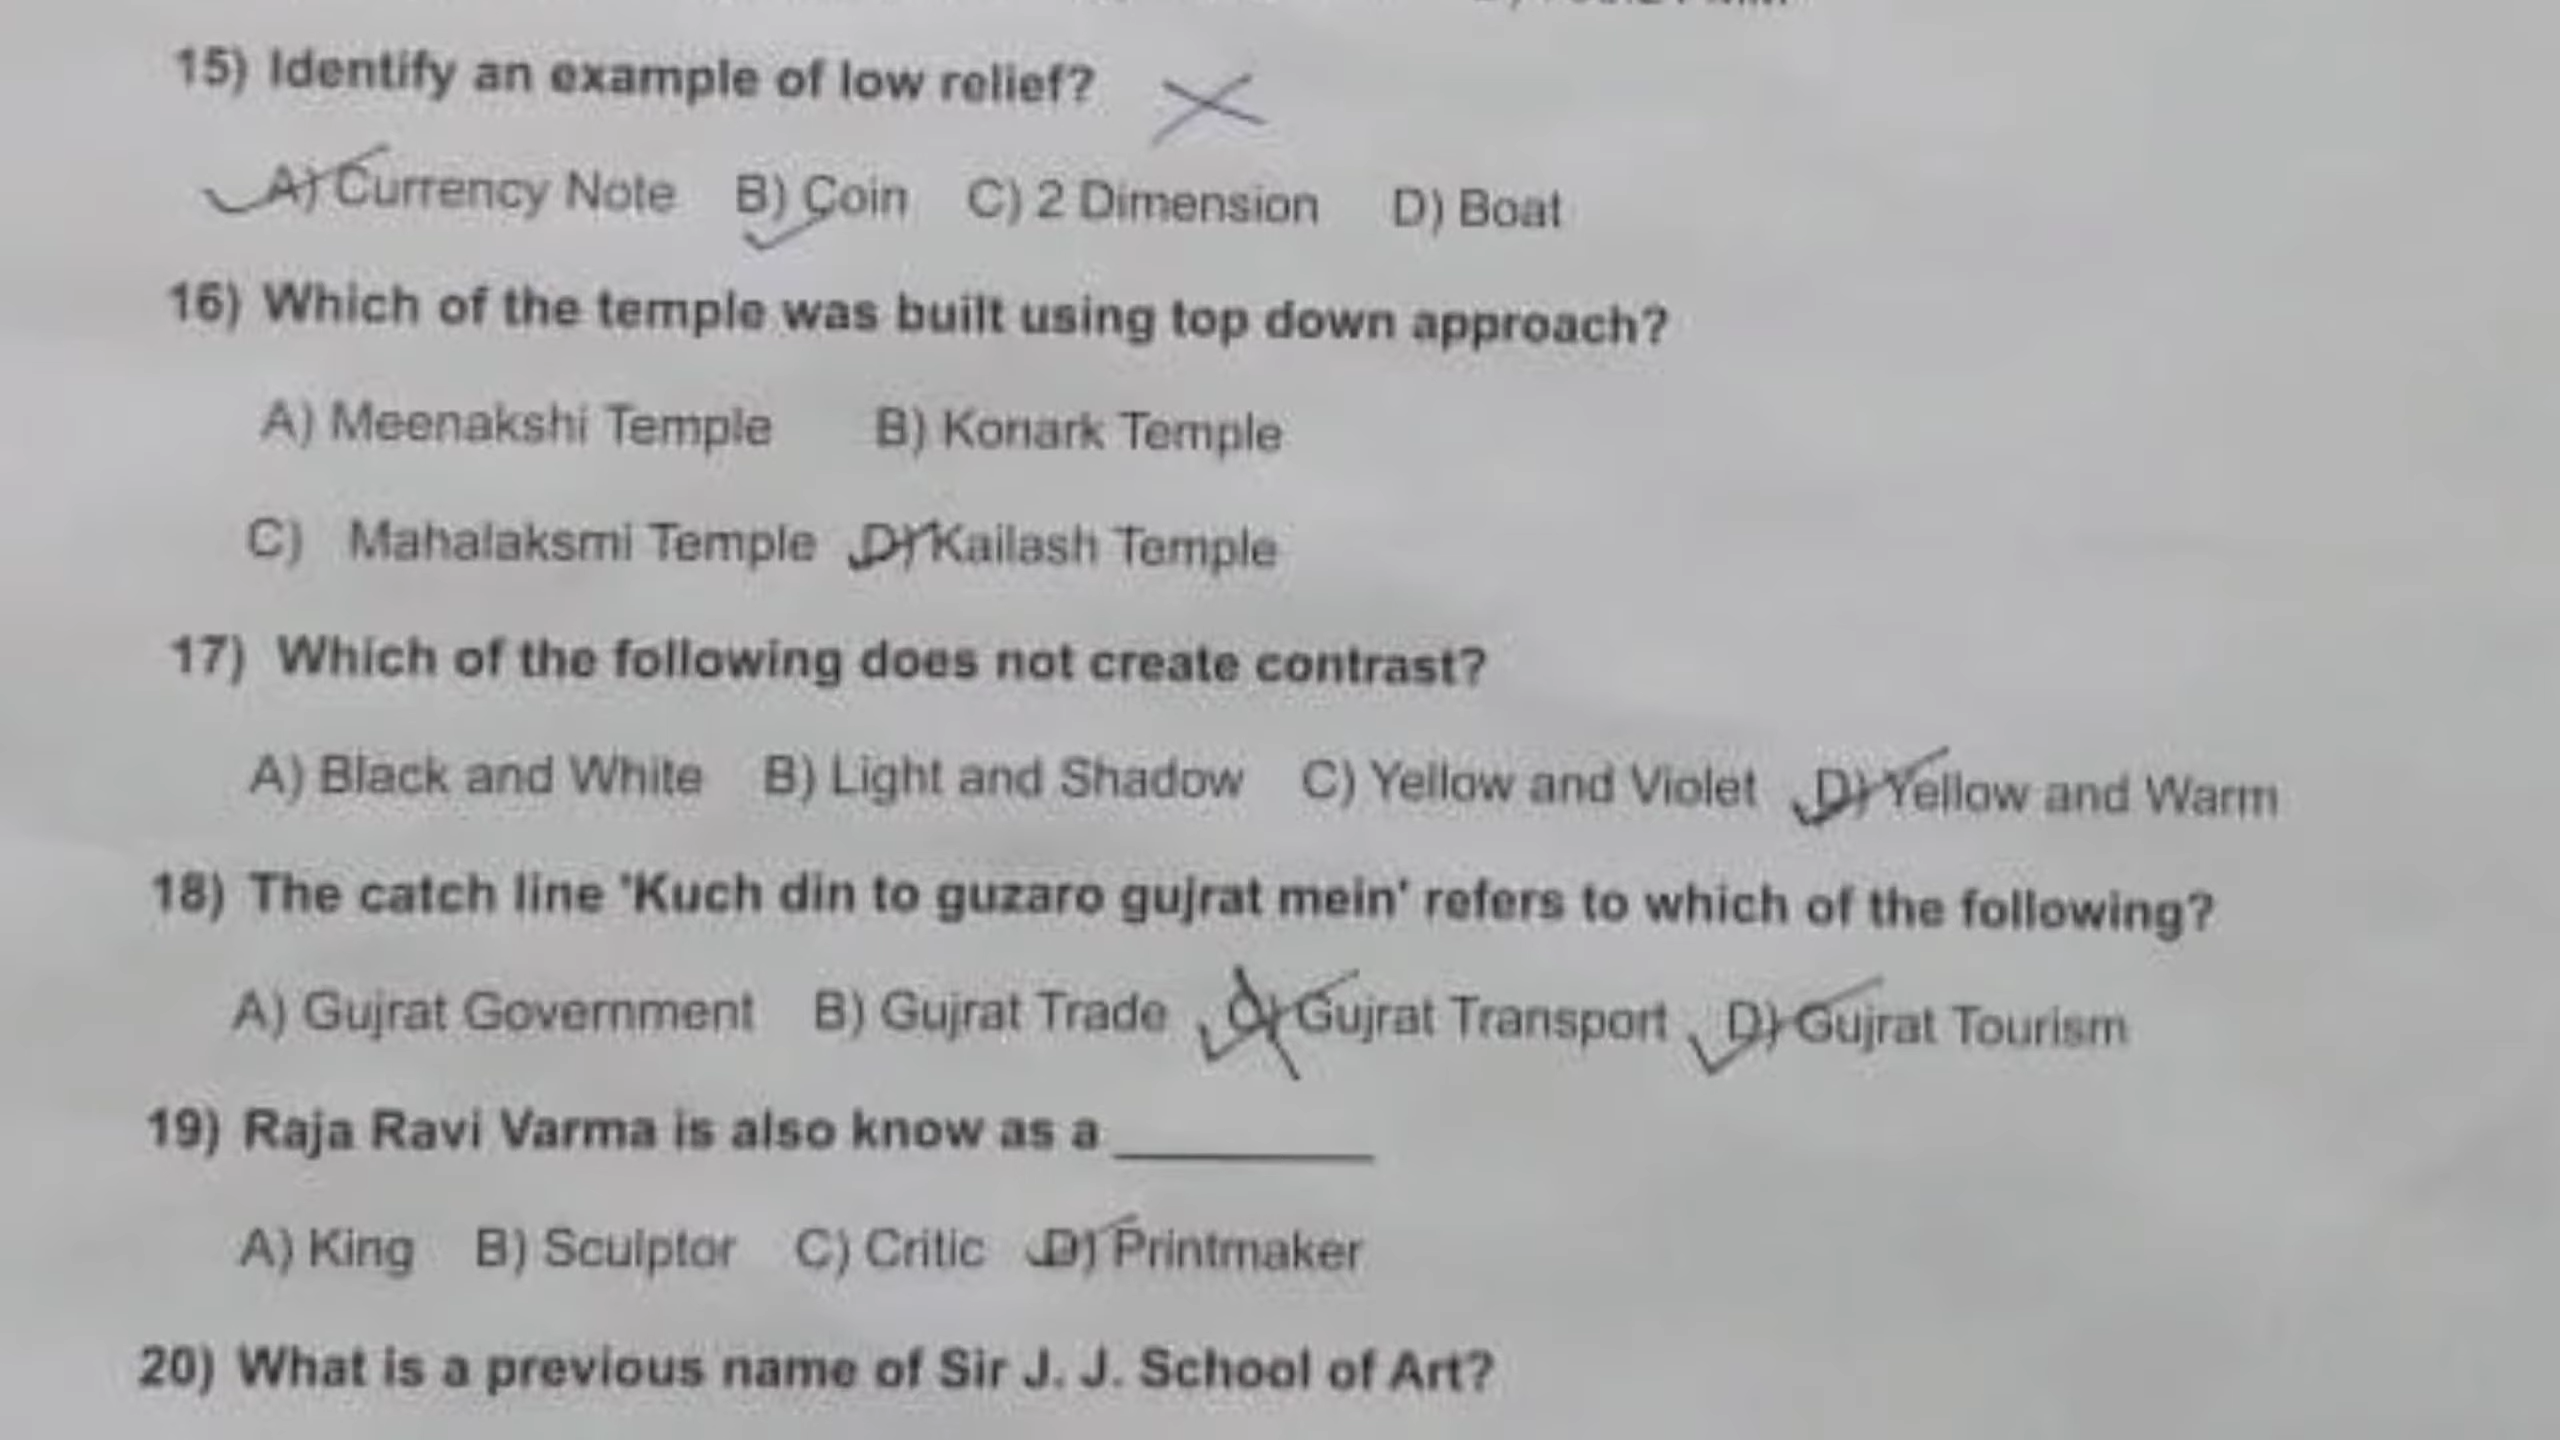 15) Identify an example of low relief?
A) Currency Note B) Coin C) 2 Dimension D) Boat
16) Which of the temple was built using top down approach?
A) Meenakshi Temple B) Konark Temple
C) Mahalaksmi Temple D) Kailash Temple
17) Which of the following does not create contrast?
A) Black and White B) Light and Shadow C) Yellow and Violet D) Yellow and Warm
18) The catch line 'Kuch din to guzaro gujrat mein' refers to which of the following?
A) Gujrat Government B) Gujrat Trade C) Gujrat Transport D) Gujrat Tourism
19) Raja Ravi Varma is also know as a ________
A) King B) Sculptor C) Critic D) Printmaker
20) What is a previous name of Sir J. J. School of Art?